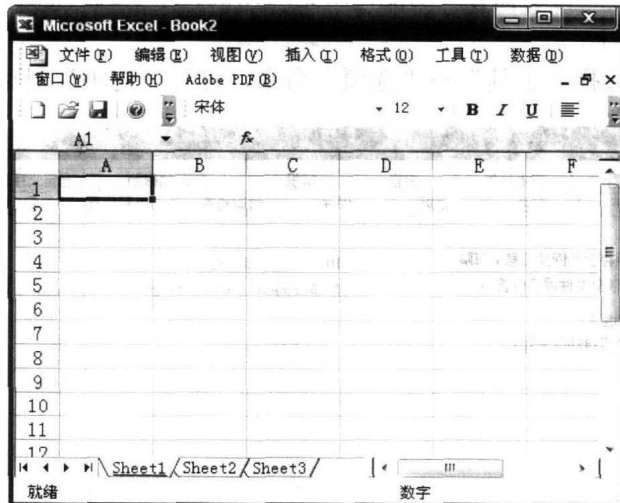 Microsoft Excel - Book2
文件(F) 编辑(E) 视图(V) 插入(I) 格式(O) 工具(T) 数据(D)
窗口(W) 帮助(H) Adobe PDF(B)
宋体 12 B I U
A1 fx
A B C D E F
1
2
3
4
5
6
7
8
9
10
11
12
Sheet1 Sheet2 Sheet3
就绪 数字